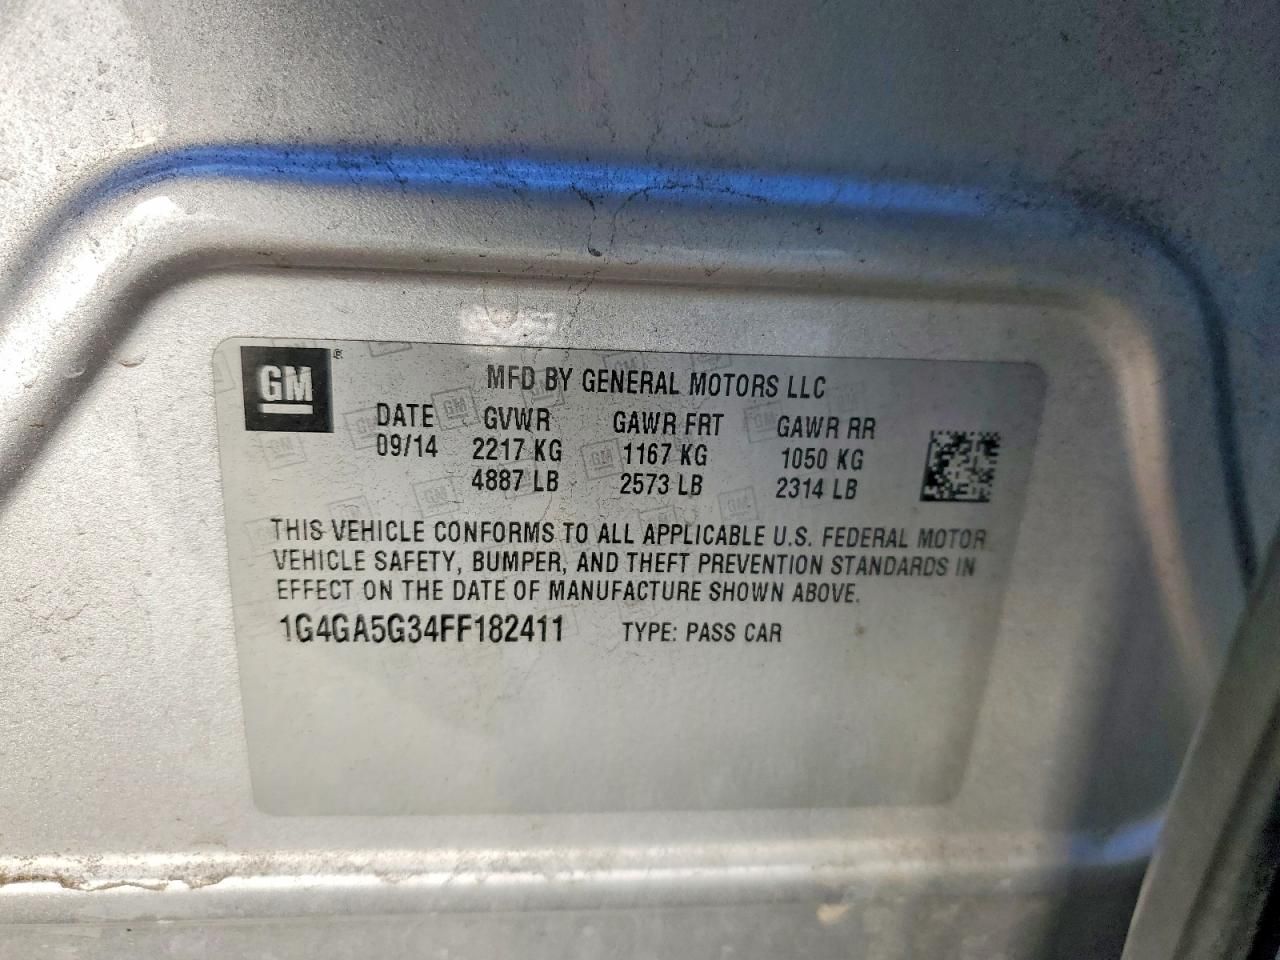 GM ®
MFD BY GENERAL MOTORS LLC
DATE GVWR GAWR FRT GAWR RR
09/14 2217 KG 1167 KG 1050 KG
4887 LB 2573 LB 2314 LB
THIS VEHICLE CONFORMS TO ALL APPLICABLE U.S. FEDERAL MOTOR
VEHICLE SAFETY, BUMPER, AND THEFT PREVENTION STANDARDS IN
EFFECT ON THE DATE OF MANUFACTURE SHOWN ABOVE.
1G4GA5G34FF182411 TYPE: PASS CAR